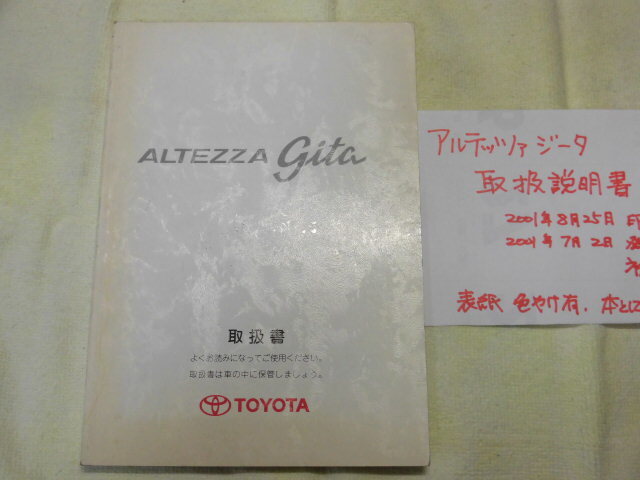 ALTEZZA Gita
取扱書
よくお読みになってご使用ください。
取扱書は車の中に保管しましょう。
TOYOTA
アルテッツァ ジータ
取扱説明書
2001年8月25日 印
2001年7月2日
表紙 色やけ有、本とに